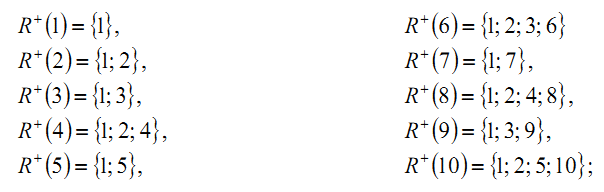 R⁺(1) = {1},
R⁺(2) = {1; 2},
R⁺(3) = {1; 3},
R⁺(4) = {1; 2; 4},
R⁺(5) = {1; 5},
R⁺(6) = {1; 2; 3; 6}
R⁺(7) = {1; 7},
R⁺(8) = {1; 2; 4; 8},
R⁺(9) = {1; 3; 9},
R⁺(10) = {1; 2; 5; 10};